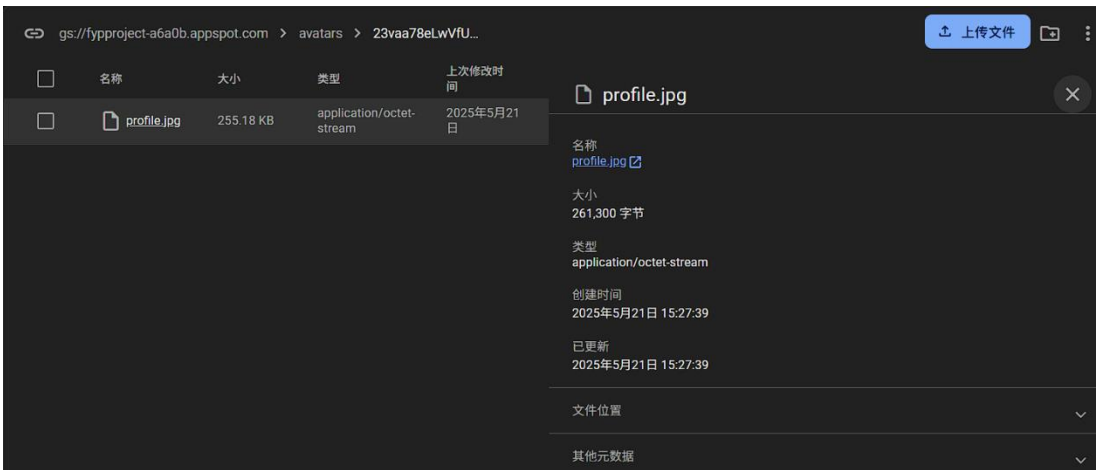 gs://fypproject-a6a0b.appspot.com > avatars > 23vaa78eLwVfU...
上传文件
名称 大小 类型 上次修改时间
profile.jpg 255.18 KB application/octet-stream 2025年5月21日
profile.jpg
名称
profile.jpg
大小
261,300 字节
类型
application/octet-stream
创建时间
2025年5月21日 15:27:39
已更新
2025年5月21日 15:27:39
文件位置
其他元数据